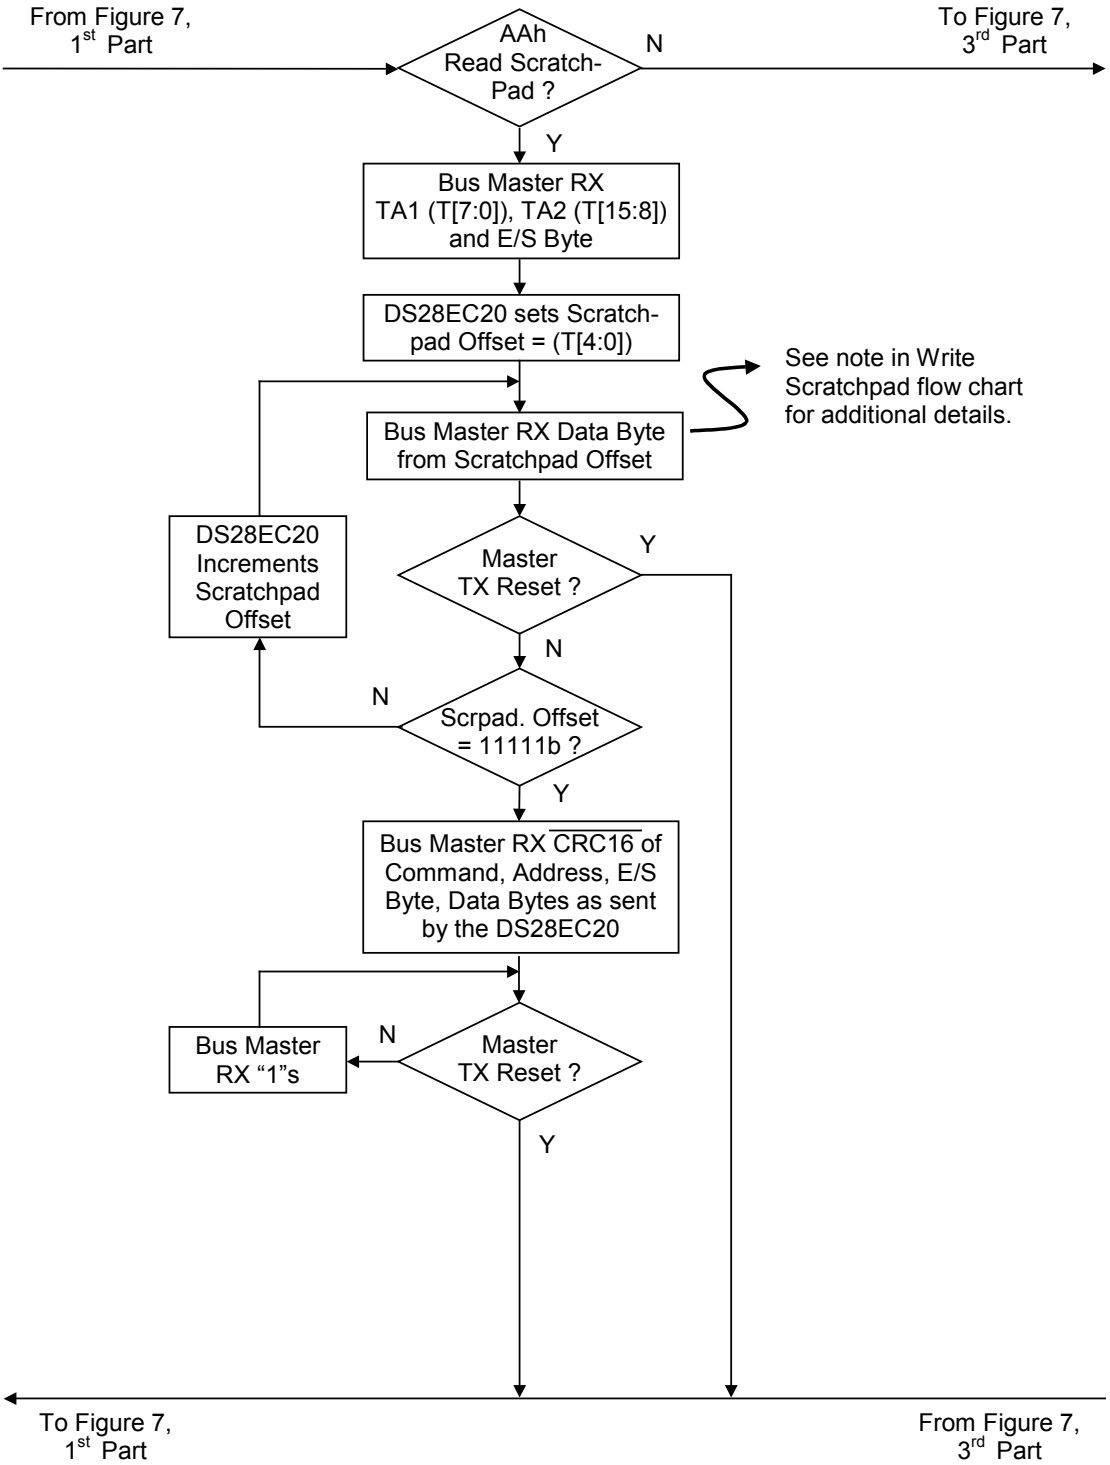 From Figure 7,
1st Part
To Figure 7,
3rd Part
AAh
Read Scratch-
Pad ?
N
Y
Bus Master RX
TA1 (T[7:0]), TA2 (T[15:8])
and E/S Byte
DS28EC20 sets Scratch-
pad Offset = (T[4:0])
See note in Write
Scratchpad flow chart
for additional details.
Bus Master RX Data Byte
from Scratchpad Offset
DS28EC20
Increments
Scratchpad
Offset
Master
TX Reset ?
Y
N
N
Scrpad. Offset
= 11111b ?
Y
Bus Master RX CRC16 of
Command, Address, E/S
Byte, Data Bytes as sent
by the DS28EC20
Bus Master
RX “1”s
N
Master
TX Reset ?
Y
To Figure 7,
1st Part
From Figure 7,
3rd Part